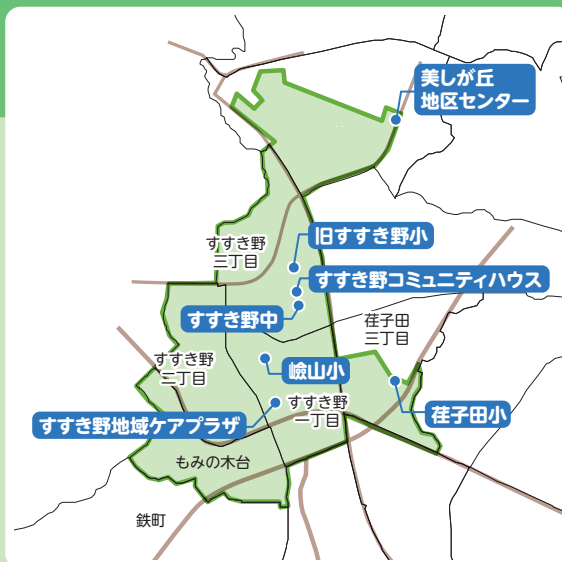 美しが丘
地区センター
旧すすき野小
すすき野
三丁目
すすき野コミュニティハウス
すすき野中
荏子田
三丁目
すすき野
二丁目
嶮山小
すすき野
一丁目
荏子田小
すすき野地域ケアプラザ
もみの木台
鉄町